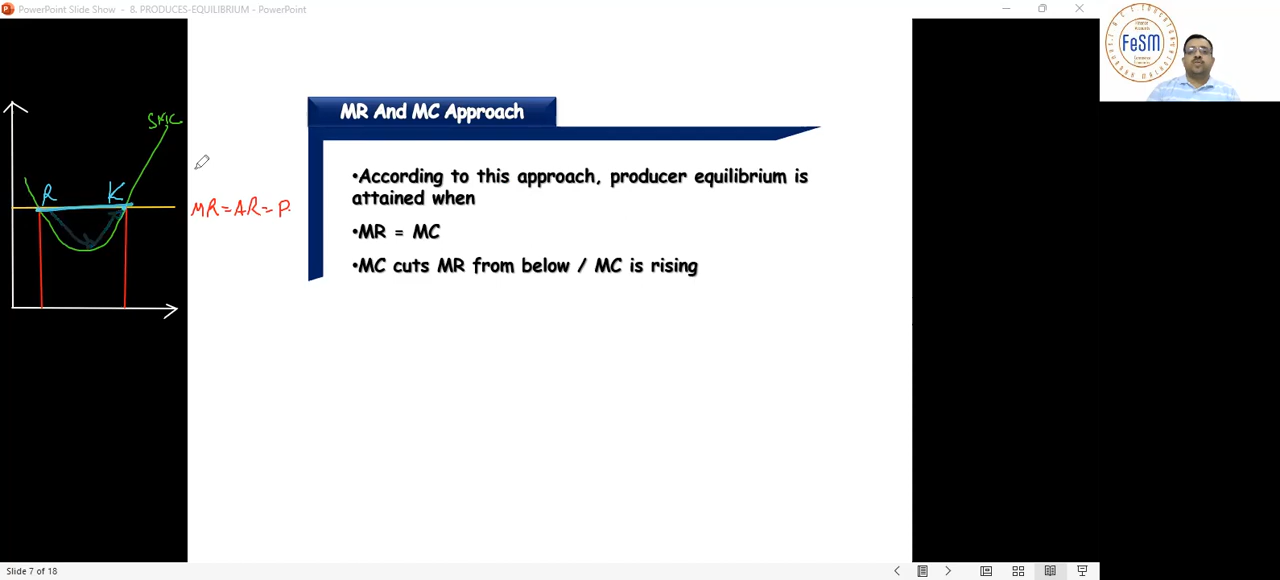 PowerPoint Slide Show - 8. PRODUCES-EQUILIBRIUM - PowerPoint
FeSM
MR And MC Approach
SMC
•According to this approach, producer equilibrium is
attained when
R K
MR = AR = P.
•MR = MC
•MC cuts MR from below / MC is rising
Slide 7 of 18